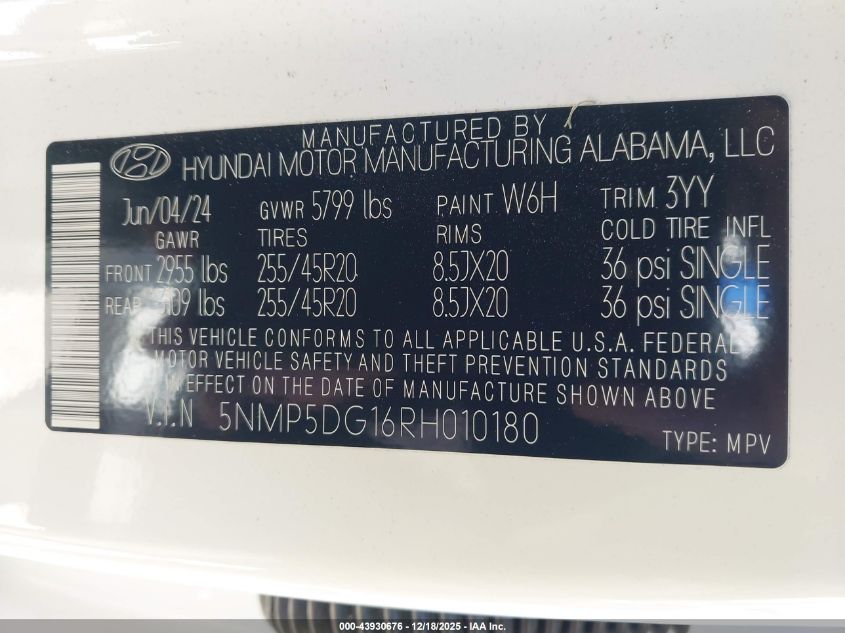 MANUFACTURED BY
HYUNDAI MOTOR MANUFACTURING ALABAMA, LLC
Jun/04/24 GVWR 5799 lbs PAINT W6H TRIM 3YY
GAWR TIRES RIMS COLD TIRE INFL
FRONT 2955 lbs 255/45R20 8.5JX20 36 psi SINGLE
REAR lbs 255/45R20 8.5JX20 36 psi SINGLE
THIS VEHICLE CONFORMS TO ALL APPLICABLE U.S.A. FEDERAL
MOTOR VEHICLE SAFETY AND THEFT PREVENTION STANDARDS
IN EFFECT ON THE DATE OF MANUFACTURE SHOWN ABOVE
V.I.N 5NMP5DG16RH010180
TYPE: MPV
000-43930676 - 12/18/2025 - IAA Inc.